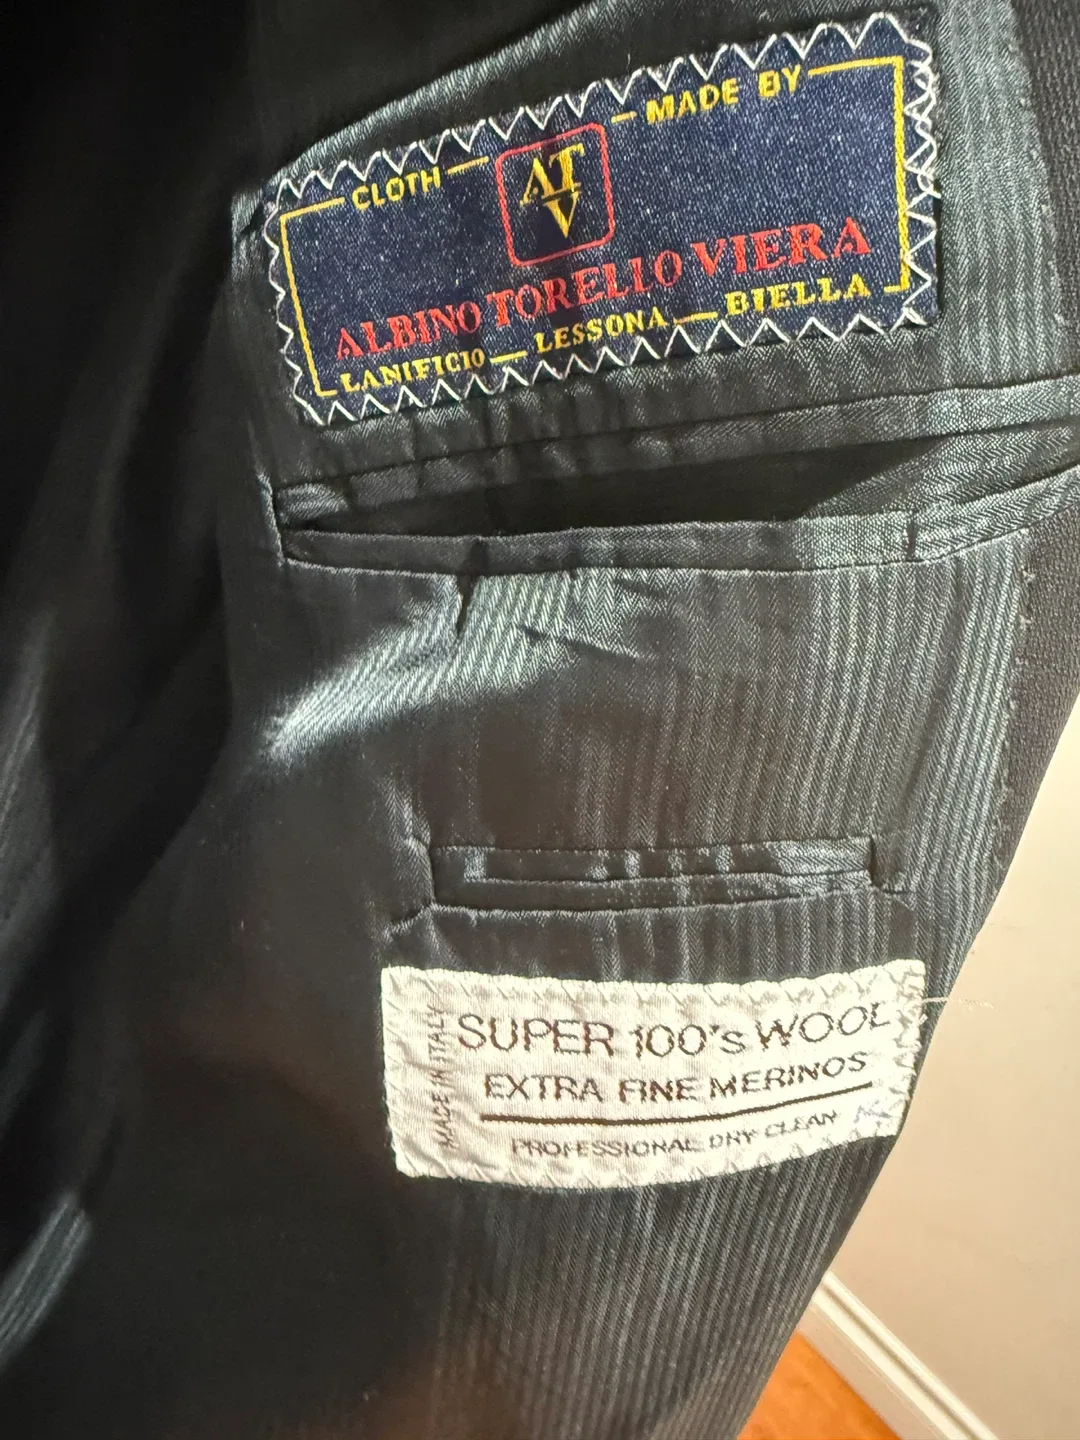 CLOTH — ATV — MADE BY
ALBINO TORELLO VIERA
LANIFICIO — LESSONA — BIELLA
MADE IN ITALY
SUPER 100's WOOL
EXTRA FINE MERINOS
PROFESSIONAL DRY CLEAN